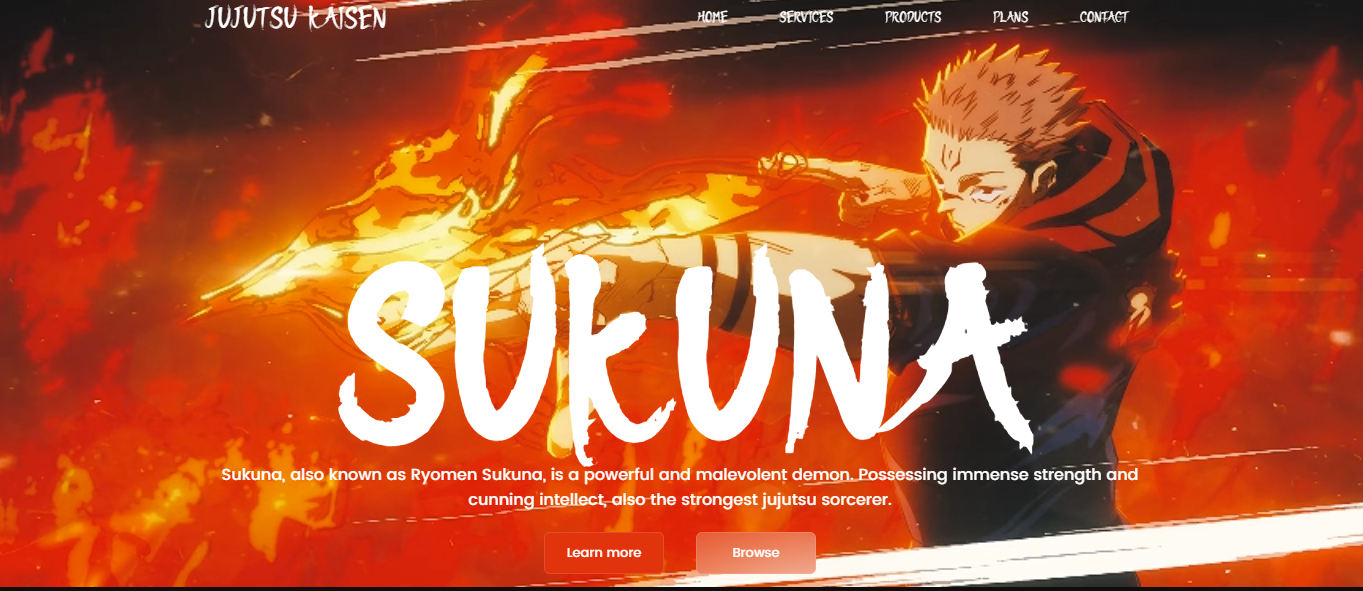 JUJUTSU KAISEN
HOME SERVICES PRODUCTS PLANS CONTACT
SUKUNA
Sukuna, also known as Ryomen Sukuna, is a powerful and malevolent demon. Possessing immense strength and
cunning intellect, also the strongest jujutsu sorcerer.
Learn more Browse